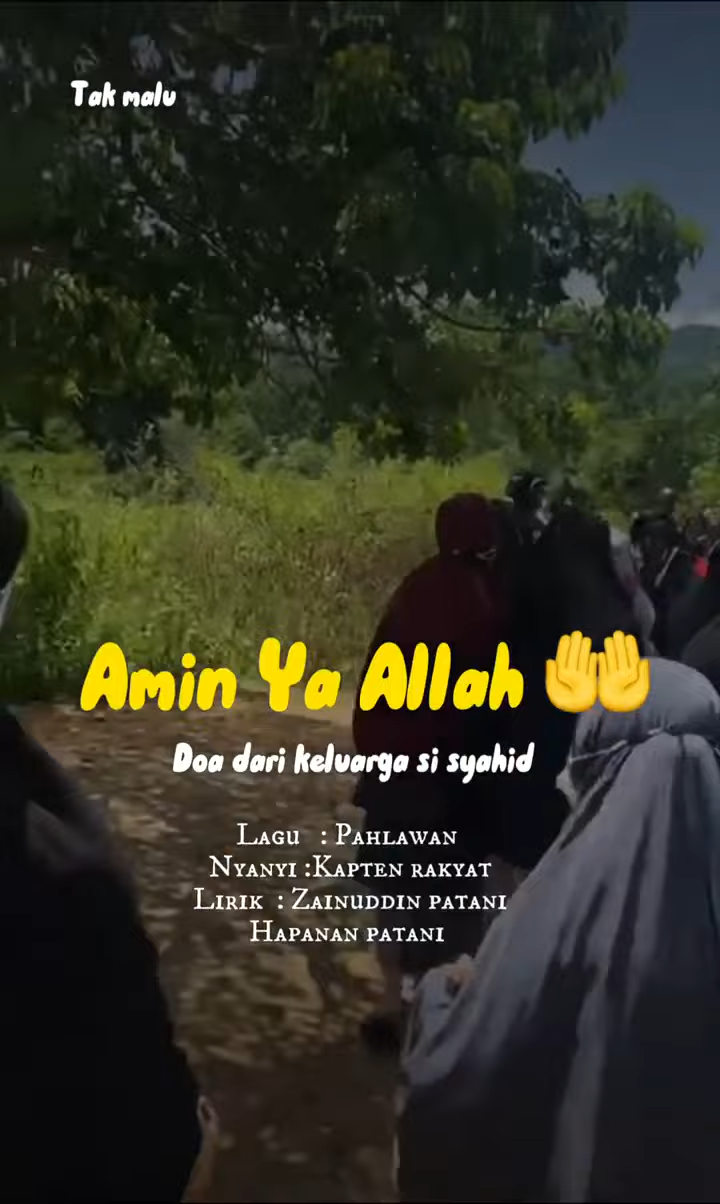 Tak malu
Amin Ya Allah 🤲
Doa dari keluarga si syahid
Lagu : Pahlawan
Nyanyi :Kapten rakyat
Lirik : Zainuddin patani
Hapanan patani